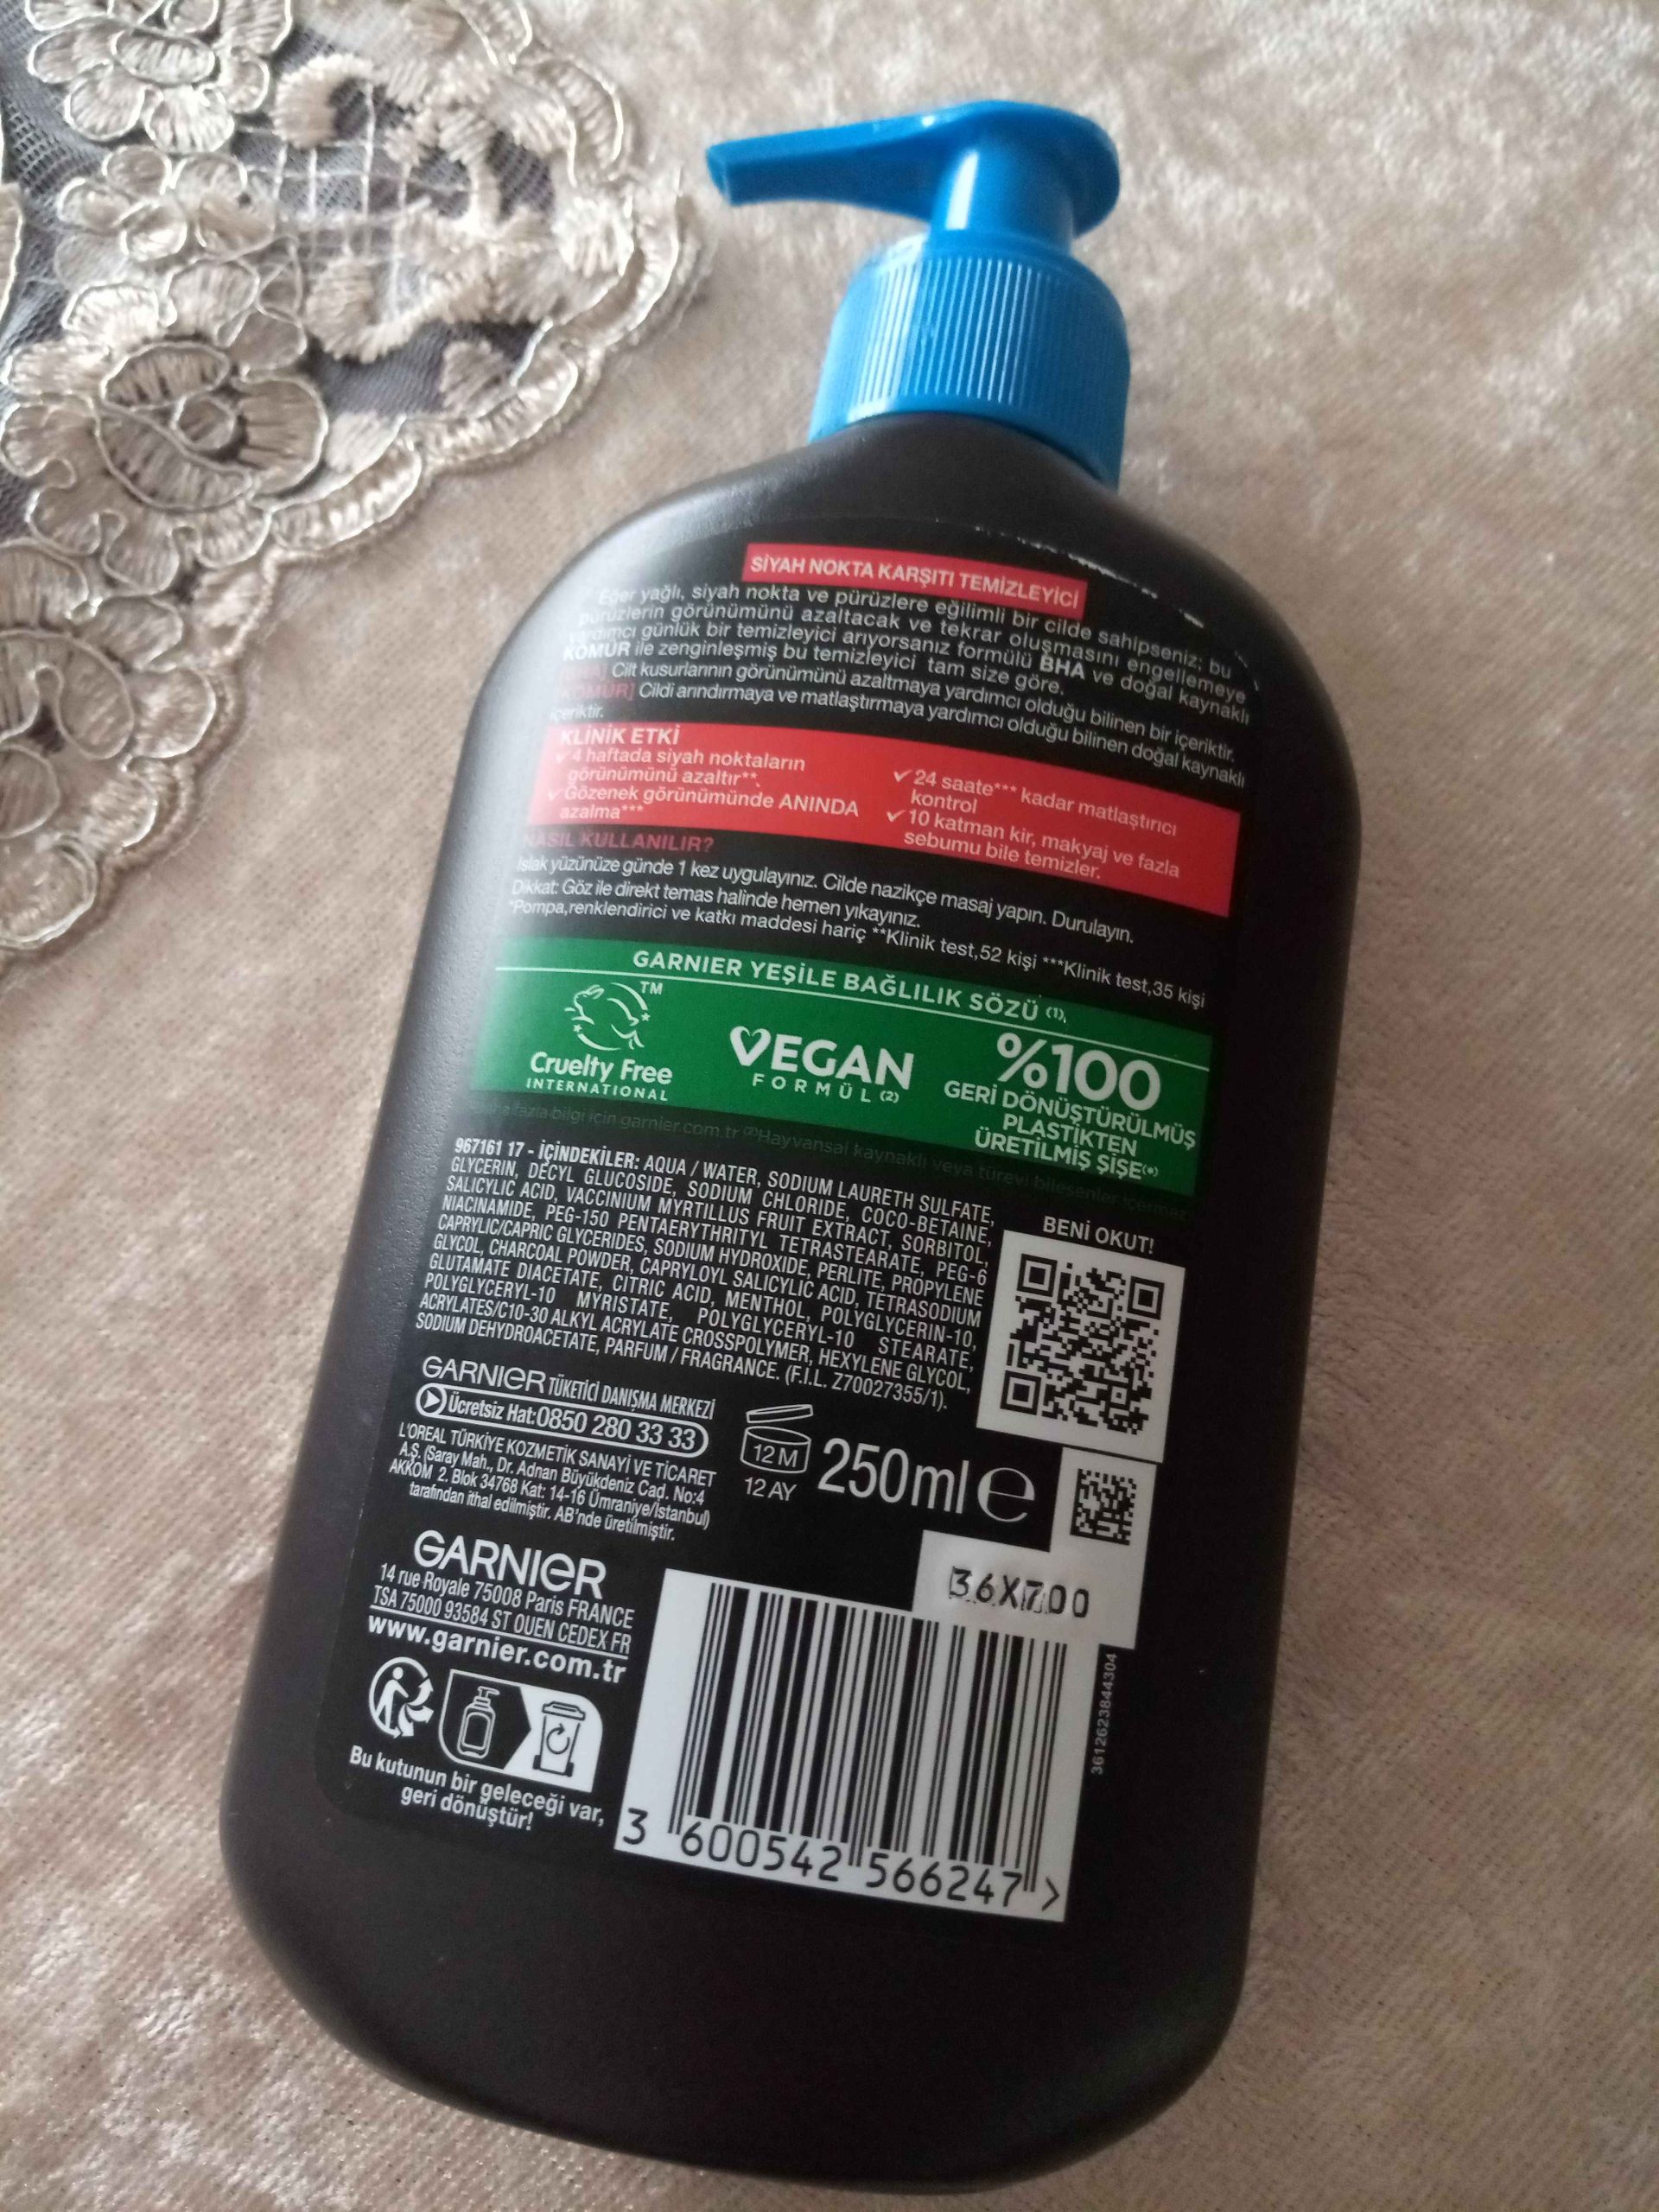 SİYAH NOKTA KARŞITI TEMİZLEYİCİ
Eğer yağlı, siyah nokta ve pürüzlere eğilimli bir cilde sahipseniz; bu
pürüzlerin görünümünü azaltacak ve tekrar oluşmasını engellemeye
yardımcı günlük bir temizleyici arıyorsanız formülü BHA ve doğal kaynaklı
KÖMÜR ile zenginleşmiş bu temizleyici tam size göre.
[BHA] Cilt kusurlarının görünümünü azaltmaya yardımcı olduğu bilinen bir içeriktir.
[KÖMÜR] Cildi arındırmaya ve matlaştırmaya yardımcı olduğu bilinen doğal kaynaklı
içeriktir.
KLİNİK ETKİ
✓ 4 haftada siyah noktaların
görünümünü azaltır**.
✓ Gözenek görünümünde ANINDA
azalma***
✓ 24 saate*** kadar matlaştırıcı
kontrol
✓ 10 katman kir, makyaj ve fazla
sebumu bile temizler.
NASIL KULLANILIR?
Islak yüzünüze günde 1 kez uygulayınız. Cilde nazikçe masaj yapın. Durulayın.
Dikkat: Göz ile direkt temas halinde hemen yıkayınız.
*Pompa,renklendirici ve katkı maddesi hariç **Klinik test,52 kişi ***Klinik test,35 kişi
GARNIER YEŞİLE BAĞLILIK SÖZÜ (1),
TM
Cruelty Free
INTERNATIONAL
VEGAN
FORMÜL (2)
%100
GERİ DÖNÜŞTÜRÜLMÜŞ
PLASTİKTEN
ÜRETİLMİŞ ŞİŞE(*)
fazla bilgi için garnier.com.tr (2)Hayvansal kaynaklı veya türevi bileşenler içermez
967161 17 - İÇİNDEKİLER: AQUA / WATER, SODIUM LAURETH SULFATE,
GLYCERIN, DECYL GLUCOSIDE, SODIUM CHLORIDE, COCO-BETAINE,
SALICYLIC ACID, VACCINIUM MYRTILLUS FRUIT EXTRACT, SORBITOL,
NIACINAMIDE, PEG-150 PENTAERYTHRITYL TETRASTEARATE, PEG-6
CAPRYLIC/CAPRIC GLYCERIDES, SODIUM HYDROXIDE, PERLITE, PROPYLENE
GLYCOL, CHARCOAL POWDER, CAPRYLOYL SALICYLIC ACID, TETRASODIUM
GLUTAMATE DIACETATE, CITRIC ACID, MENTHOL, POLYGLYCERIN-10,
POLYGLYCERYL-10 MYRISTATE, POLYGLYCERYL-10 STEARATE,
ACRYLATES/C10-30 ALKYL ACRYLATE CROSSPOLYMER, HEXYLENE GLYCOL,
SODIUM DEHYDROACETATE, PARFUM / FRAGRANCE. (F.I.L. Z70027355/1).
BENİ OKUT!
GARNIER TÜKETİCİ DANIŞMA MERKEZİ
Ücretsiz Hat:0850 280 33 33
L'OREAL TÜRKİYE KOZMETİK SANAYİ VE TİCARET
A.Ş. (Saray Mah., Dr. Adnan Büyükdeniz Cad. No:4
AKKOM 2. Blok 34768 Kat: 14-16 Ümraniye/İstanbul)
tarafından ithal edilmiştir. AB'nde üretilmiştir.
12 M
12 AY
250ml e
36X700
GARNIER
14 rue Royale 75008 Paris FRANCE
TSA 75000 93584 ST OUEN CEDEX FR
www.garnier.com.tr
Bu kutunun bir geleceği var,
geri dönüştür!
3612623844304
3 600542 566247 >